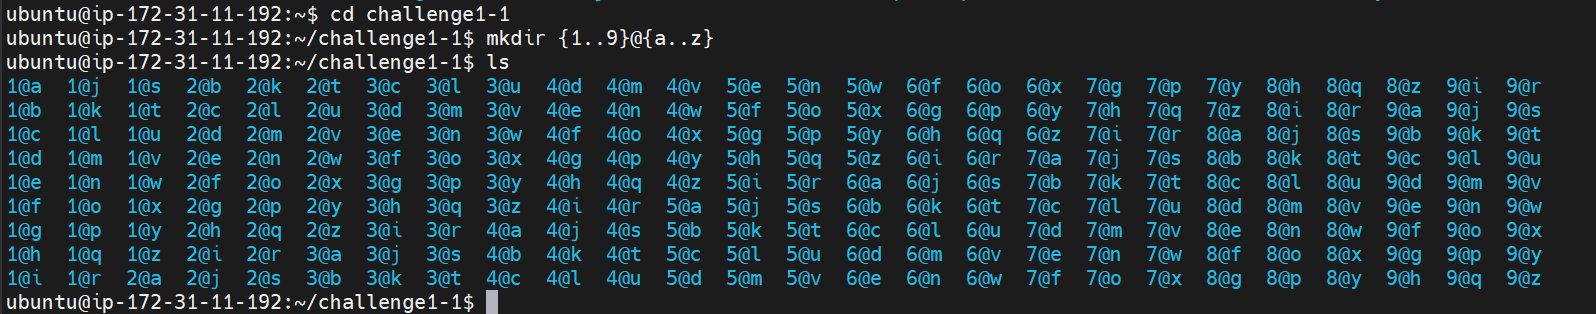 ubuntu@ip-172-31-11-192:~$ cd challenge1-1
ubuntu@ip-172-31-11-192:~/challenge1-1$ mkdir {1..9}@{a..z}
ubuntu@ip-172-31-11-192:~/challenge1-1$ ls
1@a 1@j 1@s 2@b 2@k 2@t 3@c 3@l 3@u 4@d 4@m 4@v 5@e 5@n 5@w 6@f 6@o 6@x 7@g 7@p 7@y 8@h 8@q 8@z 9@i 9@r
1@b 1@k 1@t 2@c 2@l 2@u 3@d 3@m 3@v 4@e 4@n 4@w 5@f 5@o 5@x 6@g 6@p 6@y 7@h 7@q 7@z 8@i 8@r 9@a 9@j 9@s
1@c 1@l 1@u 2@d 2@m 2@v 3@e 3@n 3@w 4@f 4@o 4@x 5@g 5@p 5@y 6@h 6@q 6@z 7@i 7@r 8@a 8@j 8@s 9@b 9@k 9@t
1@d 1@m 1@v 2@e 2@n 2@w 3@f 3@o 3@x 4@g 4@p 4@y 5@h 5@q 5@z 6@i 6@r 7@a 7@j 7@s 8@b 8@k 8@t 9@c 9@l 9@u
1@e 1@n 1@w 2@f 2@o 2@x 3@g 3@p 3@y 4@h 4@q 4@z 5@i 5@r 6@a 6@j 6@s 7@b 7@k 7@t 8@c 8@l 8@u 9@d 9@m 9@v
1@f 1@o 1@x 2@g 2@p 2@y 3@h 3@q 3@z 4@i 4@r 5@a 5@j 5@s 6@b 6@k 6@t 7@c 7@l 7@u 8@d 8@m 8@v 9@e 9@n 9@w
1@g 1@p 1@y 2@h 2@q 2@z 3@i 3@r 4@a 4@j 4@s 5@b 5@k 5@t 6@c 6@l 6@u 7@d 7@m 7@v 8@e 8@n 8@w 9@f 9@o 9@x
1@h 1@q 1@z 2@i 2@r 3@a 3@j 3@s 4@b 4@k 4@t 5@c 5@l 5@u 6@d 6@m 6@v 7@e 7@n 7@w 8@f 8@o 8@x 9@g 9@p 9@y
1@i 1@r 2@a 2@j 2@s 3@b 3@k 3@t 4@c 4@l 4@u 5@d 5@m 5@v 6@e 6@n 6@w 7@f 7@o 7@x 8@g 8@p 8@y 9@h 9@q 9@z
ubuntu@ip-172-31-11-192:~/challenge1-1$